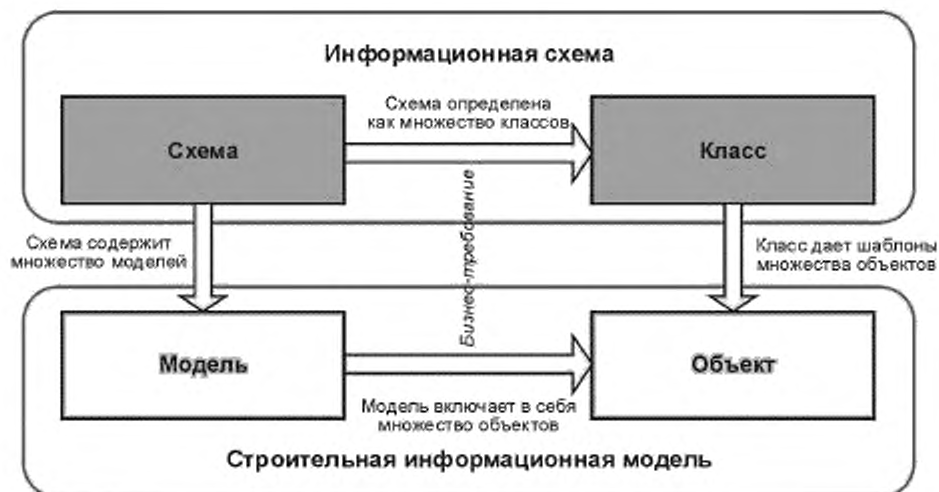 Информационная схема
Схема определена
как множество классов
Схема
Класс
Бизнес-требование
Схема содержит
множество моделей
Класс дает шаблоны
множества объектов
Модель
Объект
Модель включает в себя
множество объектов
Строительная информационная модель